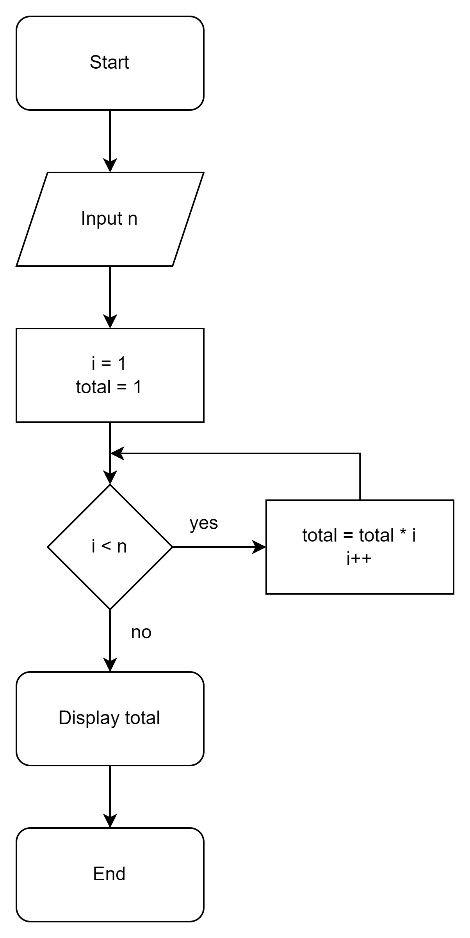 Start
Input n
i = 1
total = 1
i < n
yes
total = total * i
i++
no
Display total
End